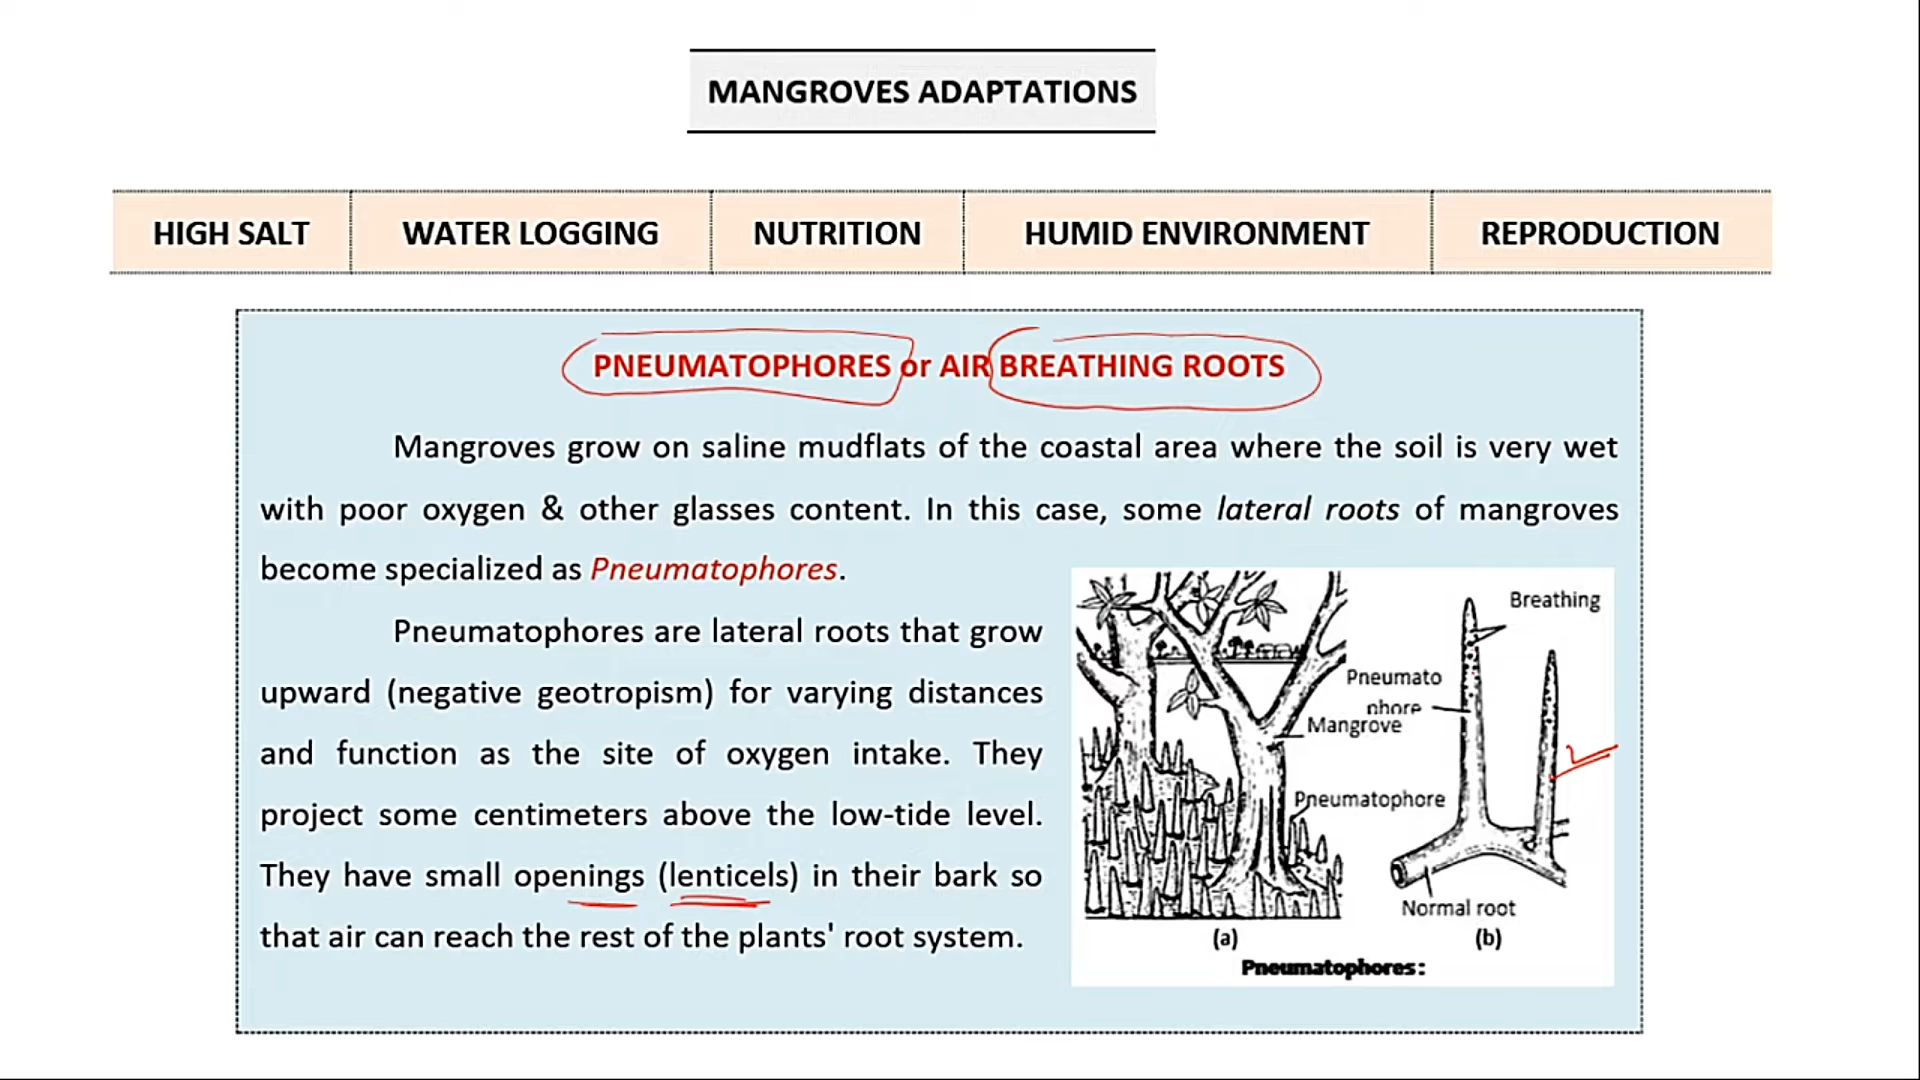 MANGROVES ADAPTATIONS
HIGH SALT
WATER LOGGING
NUTRITION
HUMID ENVIRONMENT
REPRODUCTION
PNEUMATOPHORES or AIR BREATHING ROOTS
Mangroves grow on saline mudflats of the coastal area where the soil is very wet
with poor oxygen & other glasses content. In this case, some lateral roots of mangroves
become specialized as Pneumatophores.
Pneumatophores are lateral roots that grow
upward (negative geotropism) for varying distances
and function as the site of oxygen intake. They
project some centimeters above the low-tide level.
They have small openings (lenticels) in their bark so
that air can reach the rest of the plants' root system.
Breathing
Pneumato
phore
Mangrove
Pneumatophore
Normal root
(a)
(b)
Pneumatophores: